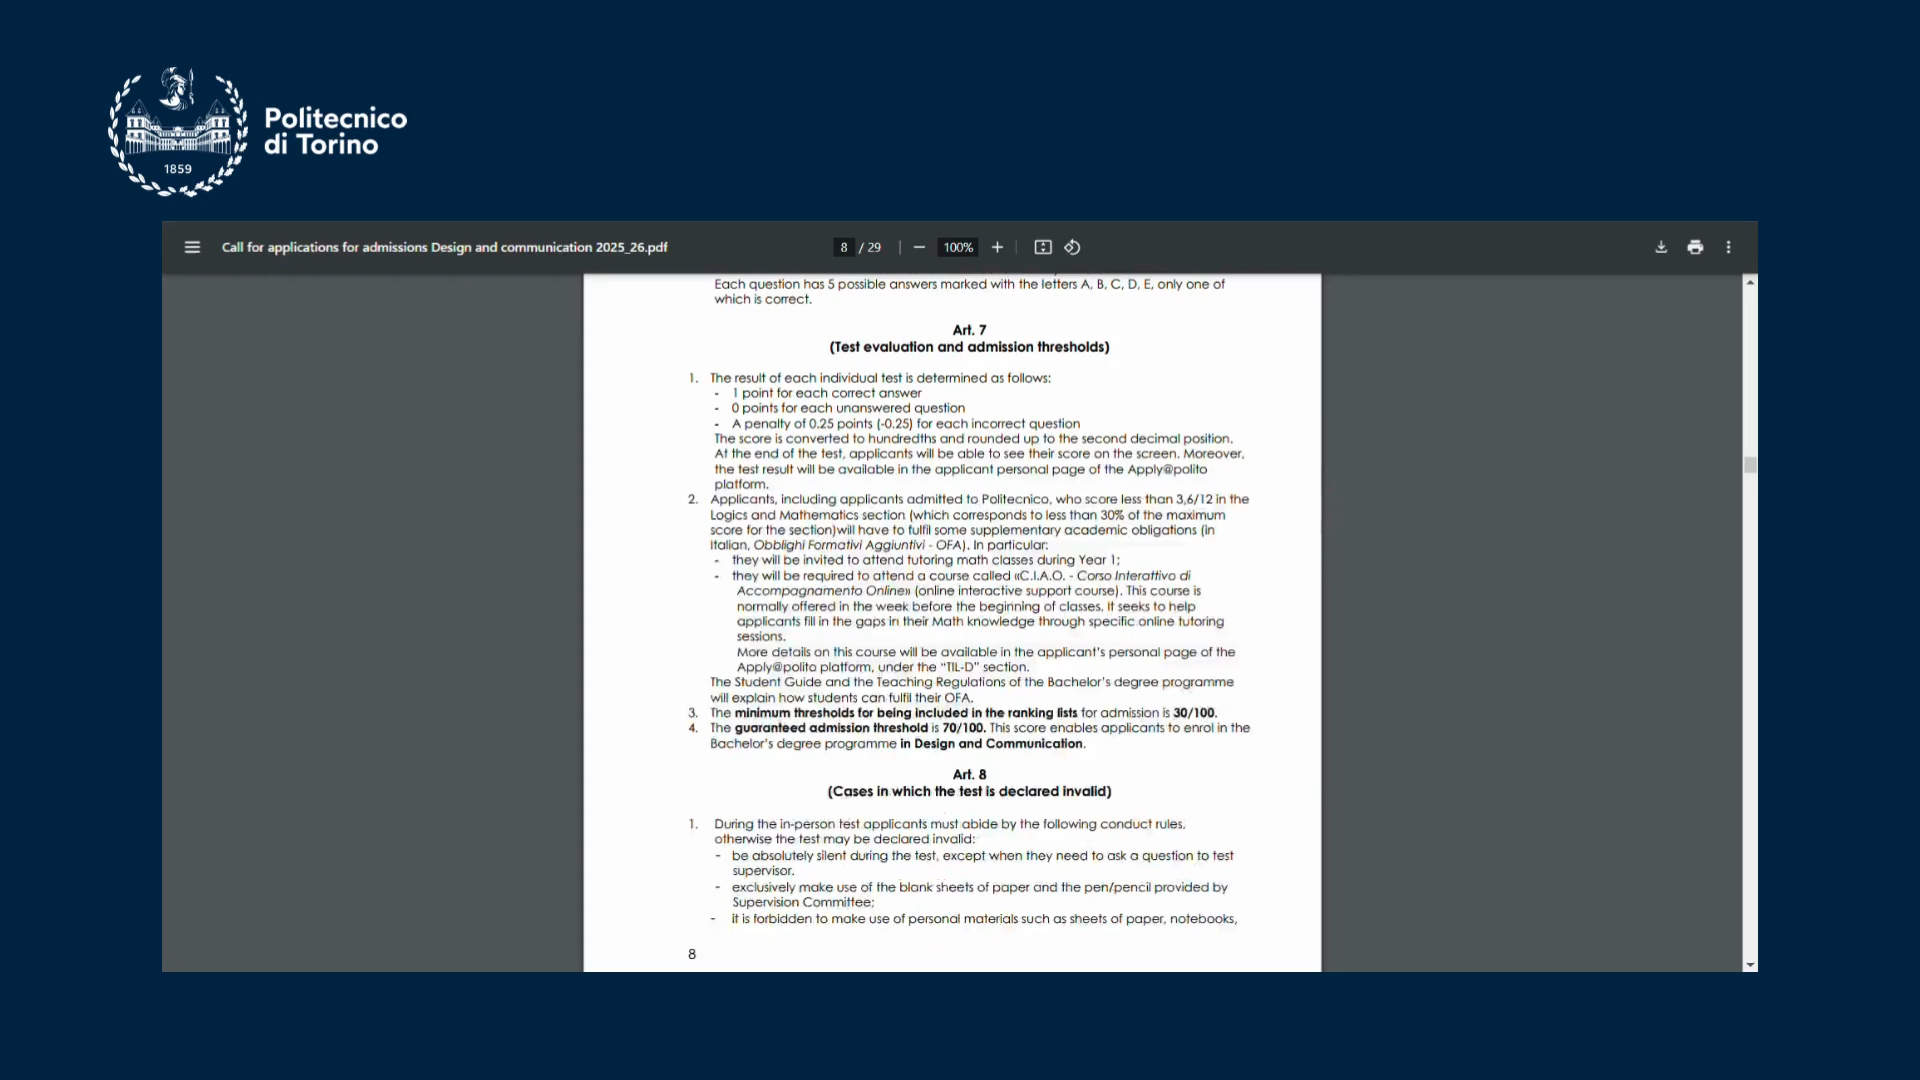 1859
Politecnico
di Torino
Call for applications for admissions Design and communication 2025_26.pdf
8 / 29
100%
Each question has 5 possible answers marked with the letters A, B, C, D, E, only one of
which is correct.
Art. 7
(Test evaluation and admission thresholds)
1. The result of each individual test is determined as follows:
- 1 point for each correct answer
- 0 points for each unanswered question
- A penalty of 0.25 points (-0.25) for each incorrect question
The score is converted to hundredths and rounded up to the second decimal position.
At the end of the test, applicants will be able to see their score on the screen. Moreover,
the test result will be available in the applicant personal page of the Apply@polito
platform.
2. Applicants, including applicants admitted to Politecnico, who score less than 3,6/12 in the
Logics and Mathematics section (which corresponds to less than 30% of the maximum
score for the section)will have to fulfil some supplementary academic obligations (in
Italian, Obblighi Formativi Aggiuntivi - OFA). In particular:
- they will be invited to attend tutoring math classes during Year 1;
- they will be required to attend a course called «C.I.A.O. - Corso Interattivo di
Accompagnamento Online» (online interactive support course). This course is
normally offered in the week before the beginning of classes. It seeks to help
applicants fill in the gaps in their Math knowledge through specific online tutoring
sessions.
More details on this course will be available in the applicant's personal page of the
Apply@polito platform, under the "TIL-D" section.
The Student Guide and the Teaching Regulations of the Bachelor's degree programme
will explain how students can fulfil their OFA.
3. The minimum thresholds for being included in the ranking lists for admission is 30/100.
4. The guaranteed admission threshold is 70/100. This score enables applicants to enrol in the
Bachelor's degree programme in Design and Communication.
Art. 8
(Cases in which the test is declared invalid)
1. During the in-person test applicants must abide by the following conduct rules,
otherwise the test may be declared invalid:
- be absolutely silent during the test, except when they need to ask a question to test
supervisor.
- exclusively make use of the blank sheets of paper and the pen/pencil provided by
Supervision Committee;
- it is forbidden to make use of personal materials such as sheets of paper, notebooks,
8